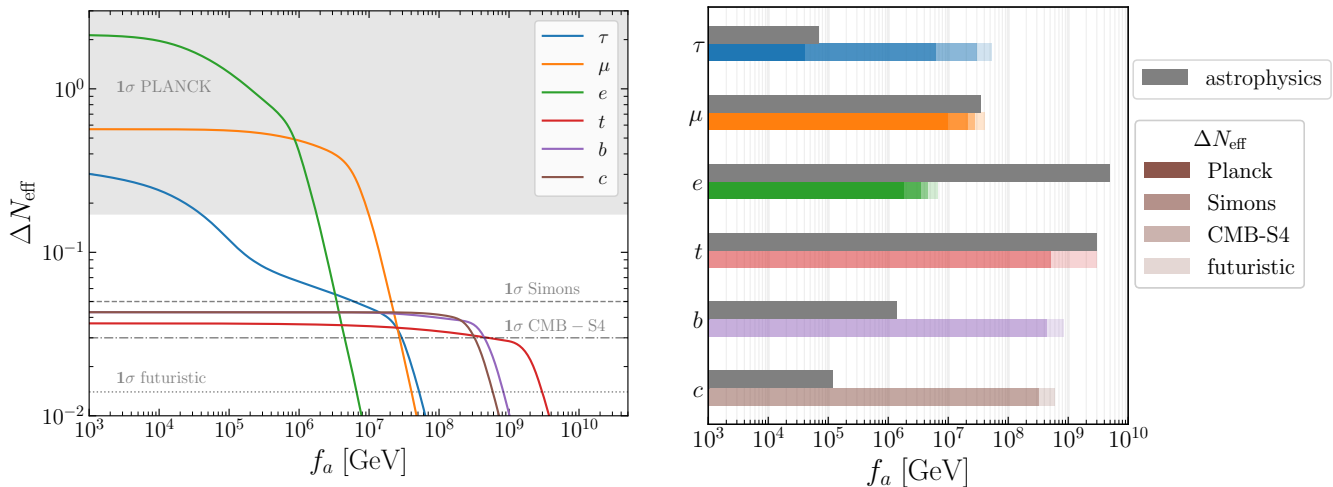 ΔN_eff
10^0
10^-1
10^-2
1σ PLANCK
1σ Simons
1σ CMB − S4
1σ futuristic
τ
μ
e
t
b
c
10^3 10^4 10^5 10^6 10^7 10^8 10^9 10^10
f_a [GeV]
τ
μ
e
t
b
c
10^3 10^4 10^5 10^6 10^7 10^8 10^9 10^10
f_a [GeV]
astrophysics
ΔN_eff
Planck
Simons
CMB-S4
futuristic